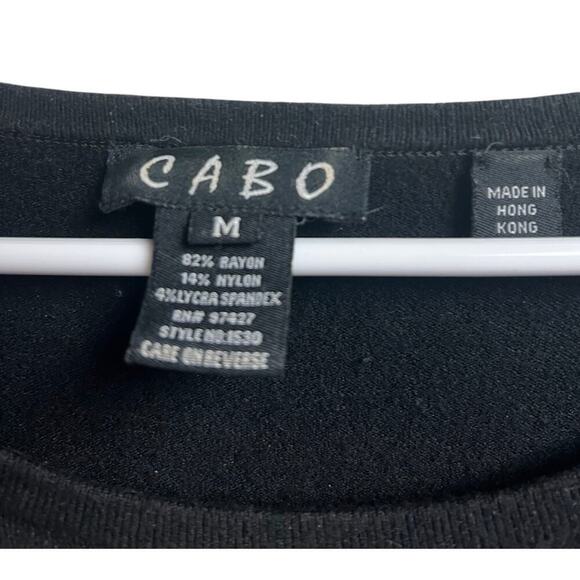 CABO
M
82% RAYON
14% NYLON
4% LYCRA SPANDEX
RN# 97427
STYLE NO.1530
CARE ON REVERSE
MADE IN
HONG
KONG